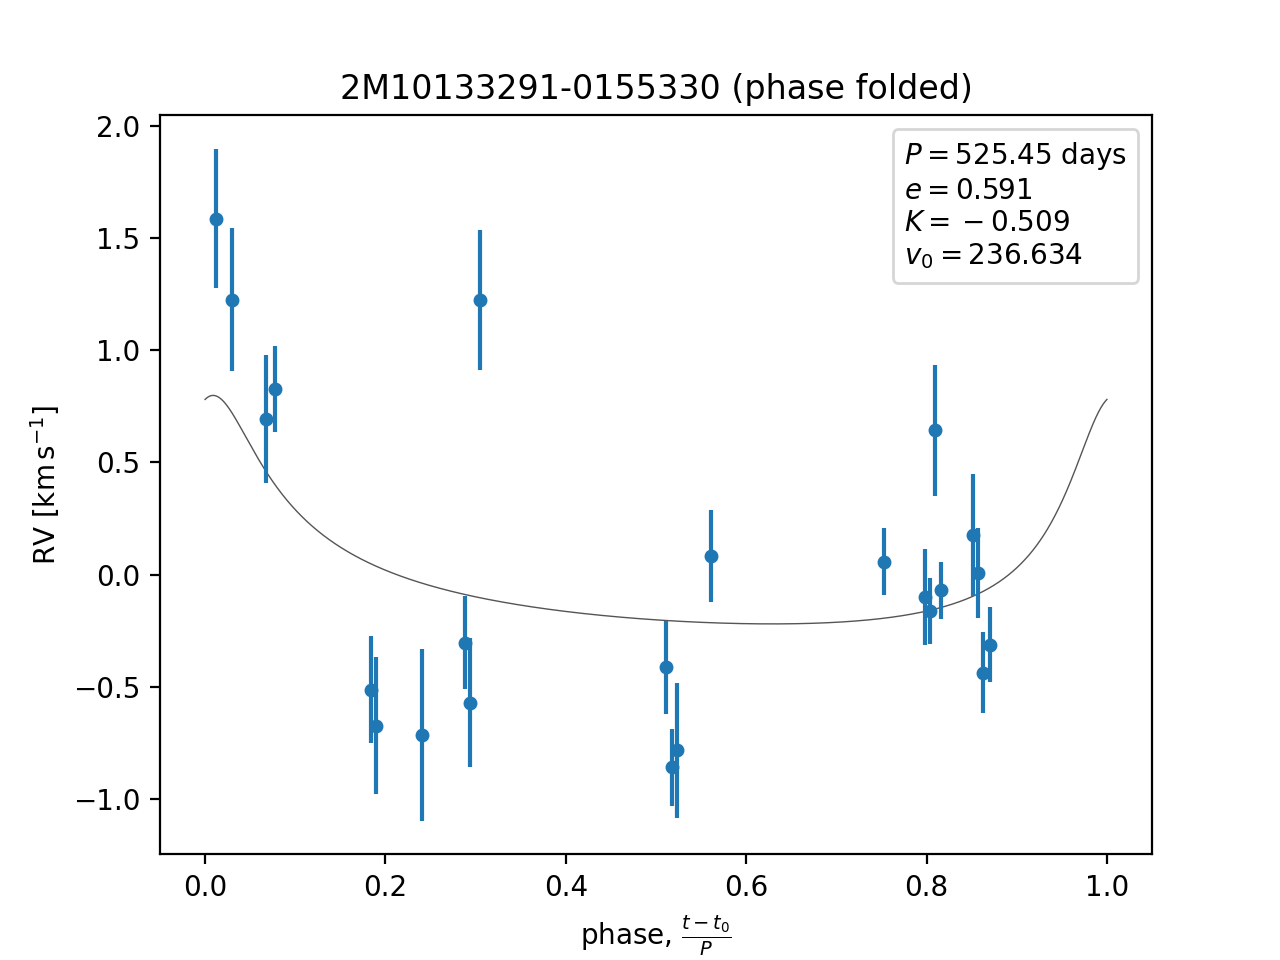 2M10133291-0155330 (phase folded)
P = 525.45 days
e = 0.591
K = −0.509
v₀ = 236.634
2.0
1.5
1.0
0.5
0.0
−0.5
−1.0
RV [km s⁻¹]
0.0 0.2 0.4 0.6 0.8 1.0
phase, (t − t₀)/P